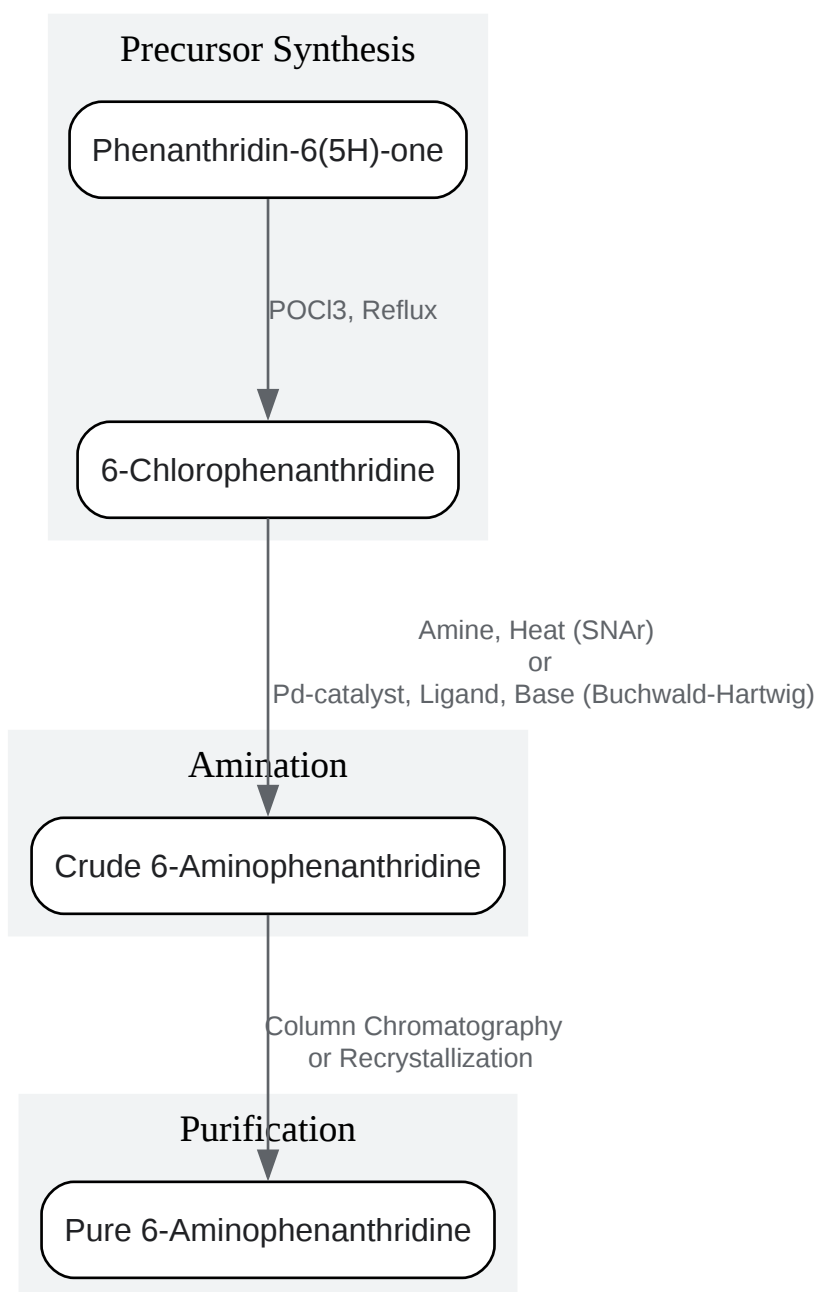 Precursor Synthesis
Phenanthridin-6(5H)-one
POCl3, Reflux
6-Chlorophenanthridine
Amine, Heat (SNAr)
or
Pd-catalyst, Ligand, Base (Buchwald-Hartwig)
Amination
Crude 6-Aminophenanthridine
Column Chromatography
or Recrystallization
Purification
Pure 6-Aminophenanthridine